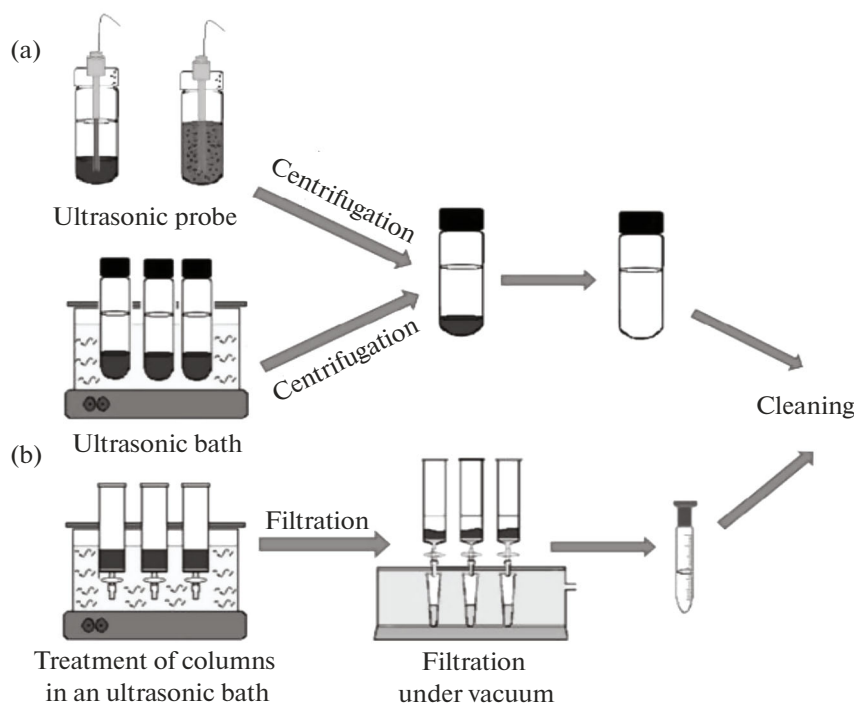 (a)
Ultrasonic probe
Centrifugation
Centrifugation
Ultrasonic bath
Cleaning
(b)
Filtration
Treatment of columns
in an ultrasonic bath
Filtration
under vacuum